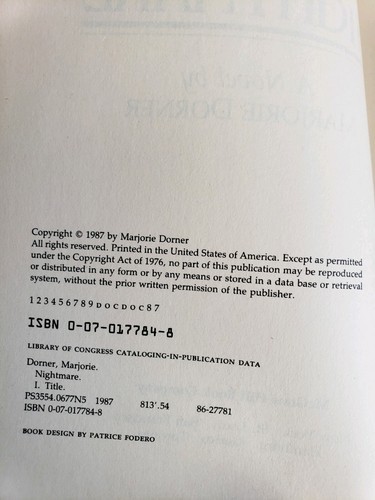 Copyright © 1987 by Marjorie Dorner
All rights reserved. Printed in the United States of America. Except as permitted
under the Copyright Act of 1976, no part of this publication may be reproduced
or distributed in any form or by any means or stored in a data base or retrieval
system, without the prior written permission of the publisher.
1 2 3 4 5 6 7 8 9 D O C D O C 8 7
ISBN 0-07-017784-8
LIBRARY OF CONGRESS CATALOGING-IN-PUBLICATION DATA
Dorner, Marjorie.
Nightmare.
I. Title.
PS3554.0677N5 1987 813'.54 86-27781
ISBN 0-07-017784-8
BOOK DESIGN BY PATRICE FODERO